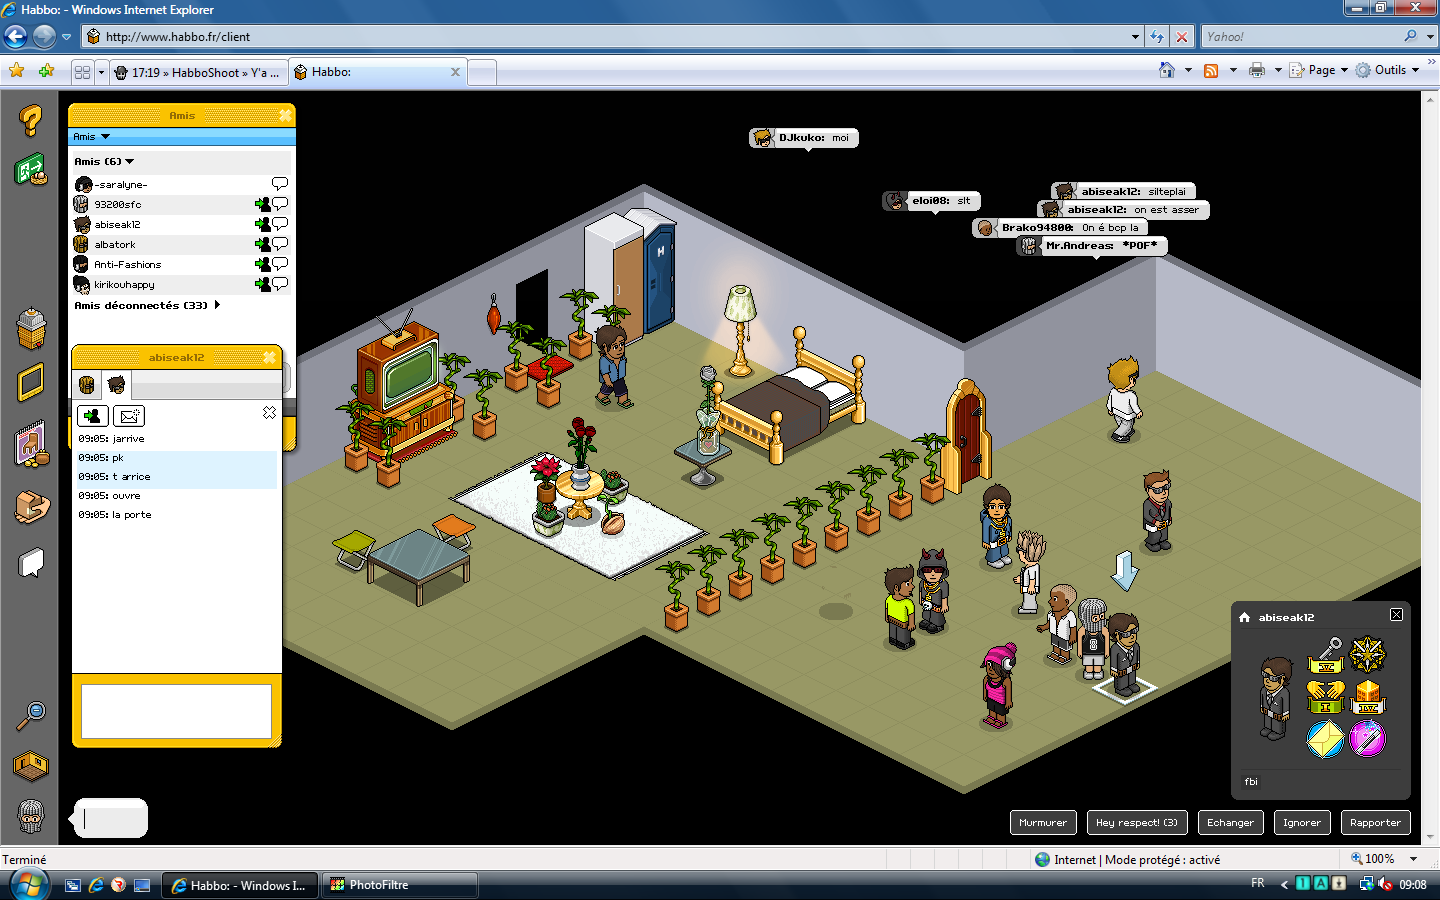 Habbo: - Windows Internet Explorer
http://www.habbo.fr/client
Yahoo!
17:19 » HabboShoot » Y'a ...
Habbo:
Page
Outils
Amis
Amis
Amis (6)
-saralyne-
93200sfc
abiseak12
albatork
Anti-Fashions
kirikouhappy
Amis déconnectés (33)
abiseak12
09:05: jarrive
09:05: pk
09:05: t arrice
09:05: ouvre
09:05: la porte
DJkuko: moi
abiseak12: silteplai
eloi08: slt
abiseak12: on est asser
Brako94800: On é bcp la
Mr.Andreas: *POF*
H
8
abiseak12
IV
I
IV
fbi
Murmurer
Hey respect! (3)
Echanger
Ignorer
Rapporter
Terminé
Internet | Mode protégé : activé
100%
Habbo: - Windows I...
PhotoFiltre
FR
1
A
09:08